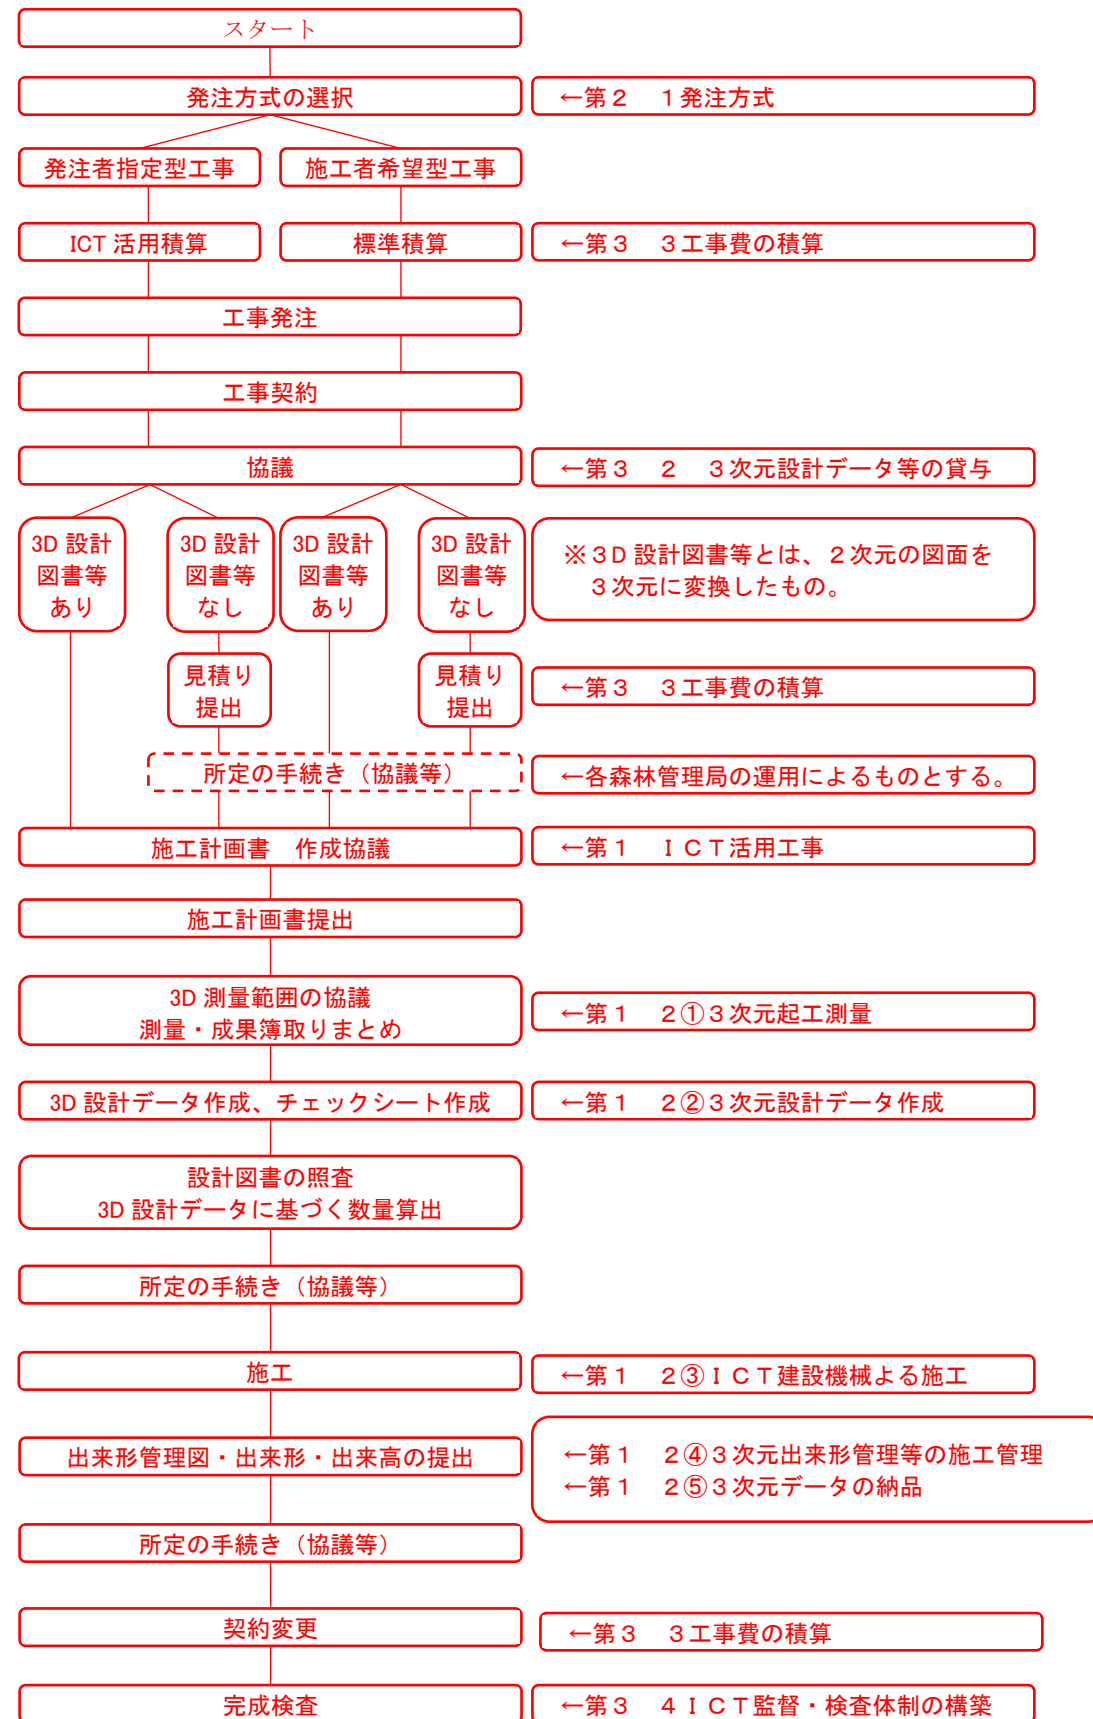 スタート
発注方式の選択
←第２　１発注方式
発注者指定型工事
施工者希望型工事
ICT 活用積算
標準積算
←第３　３工事費の積算
工事発注
工事契約
協議
←第３　２　３次元設計データ等の貸与
3D 設計
図書等
あり
3D 設計
図書等
なし
3D 設計
図書等
あり
3D 設計
図書等
なし
※３D 設計図書等とは、２次元の図面を
３次元に変換したもの。
見積り
提出
見積り
提出
←第３　３工事費の積算
所定の手続き（協議等）
←各森林管理局の運用によるものとする。
施工計画書　作成協議
←第１　ＩＣＴ活用工事
施工計画書提出
3D 測量範囲の協議
測量・成果簿取りまとめ
←第１　２①３次元起工測量
3D 設計データ作成、チェックシート作成
←第１　２②３次元設計データ作成
設計図書の照査
3D 設計データに基づく数量算出
所定の手続き（協議等）
施工
←第１　２③ＩＣＴ建設機械よる施工
出来形管理図・出来形・出来高の提出
←第１　２④３次元出来形管理等の施工管理
←第１　２⑤３次元データの納品
所定の手続き（協議等）
契約変更
←第３　３工事費の積算
完成検査
←第３　４ＩＣＴ監督・検査体制の構築